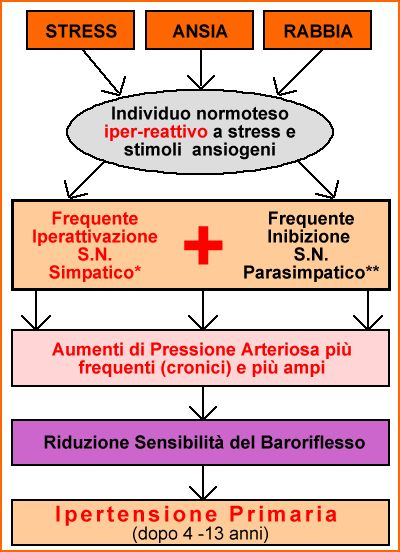 STRESS
ANSIA
RABBIA
Individuo normoteso
iper-reattivo a stress e
stimoli ansiogeni
Frequente
Iperattivazione
S.N.
Simpatico*
+
Frequente
Inibizione
S.N.
Parasimpatico**
Aumenti di Pressione Arteriosa più
frequenti (cronici) e più ampi
Riduzione Sensibilità del Baroriflesso
Ipertensione Primaria
(dopo 4 -13 anni)